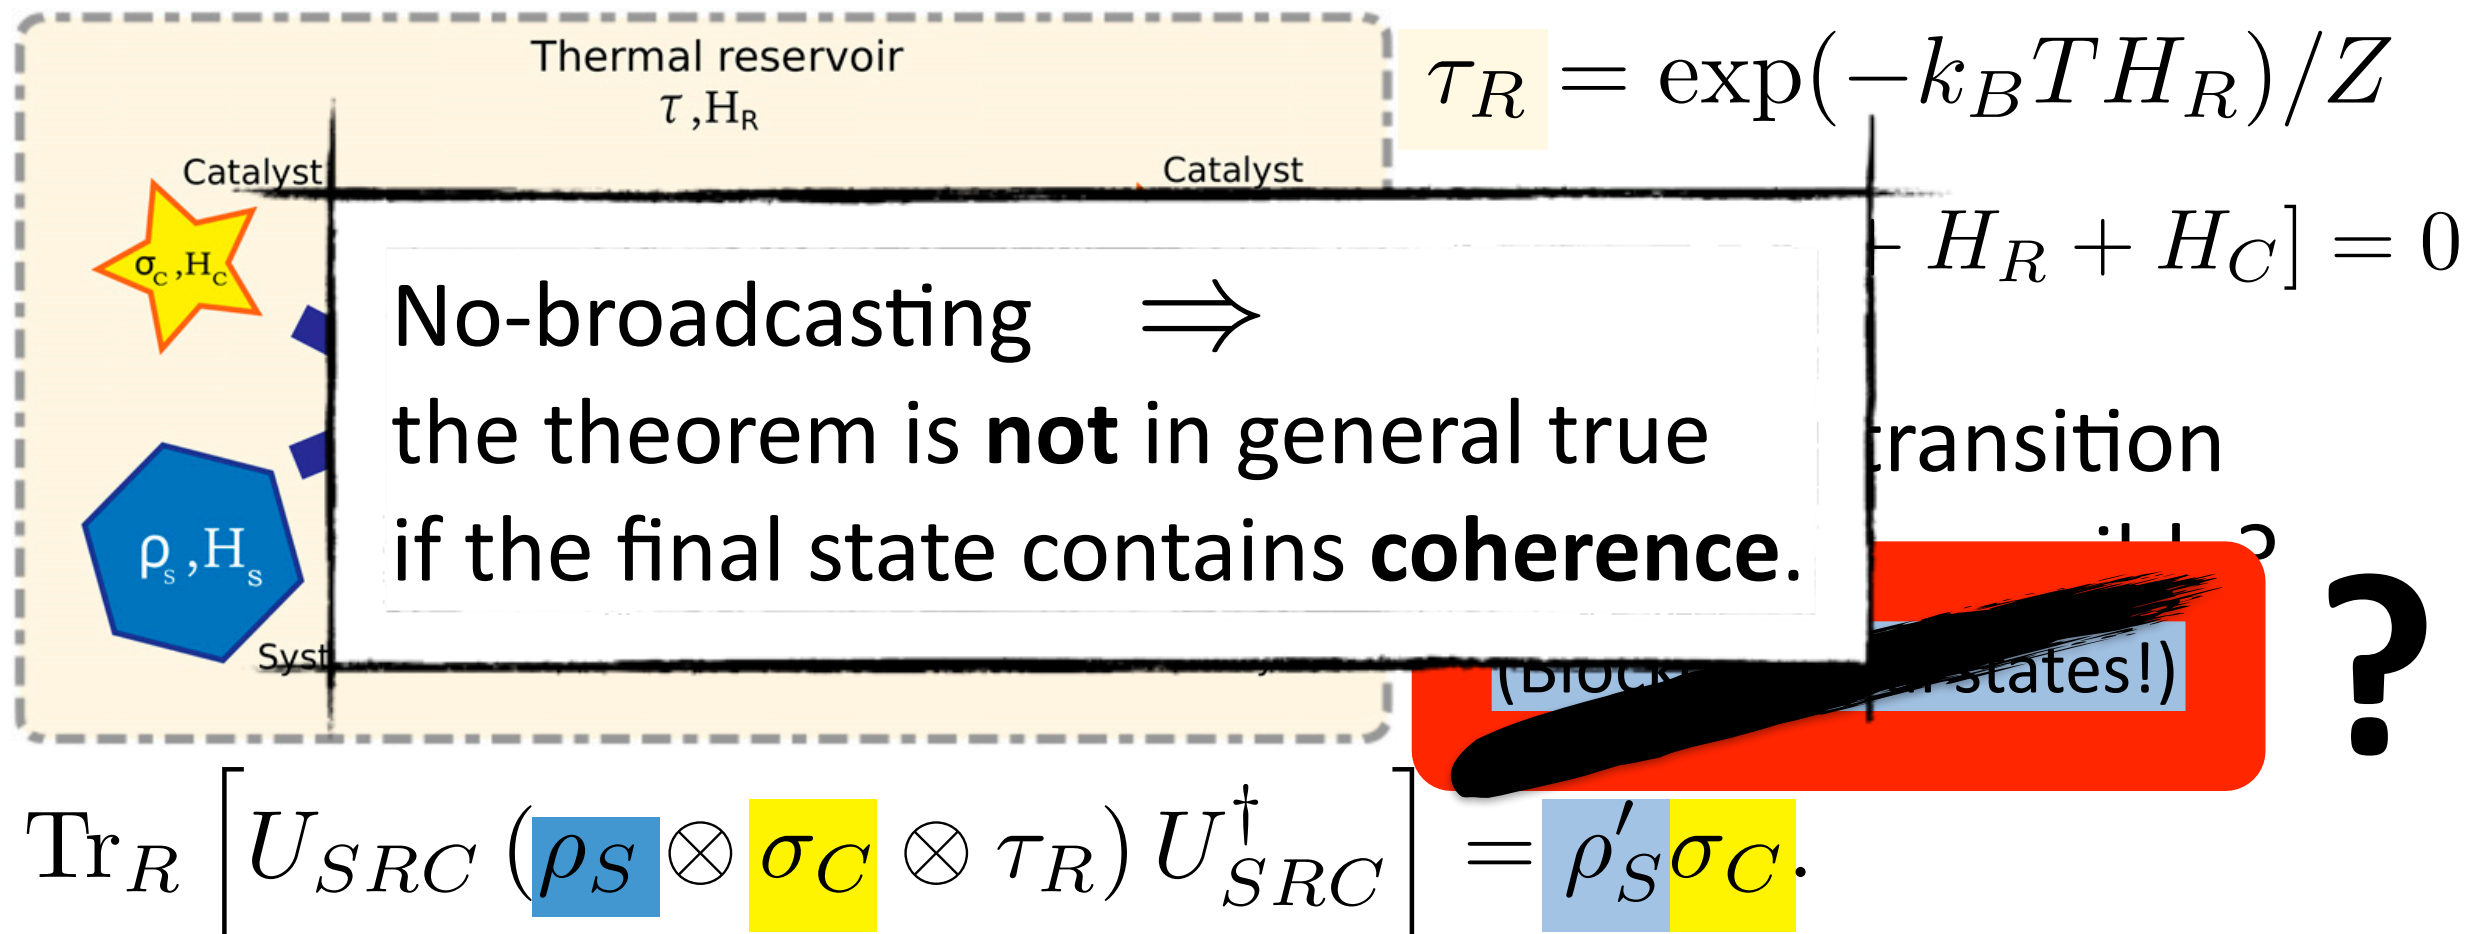 Thermal reservoir
τ ,H_R
τ_R = exp(−k_B T H_R)/Z
Catalyst
Catalyst
σ_C ,H_C
− H_R + H_C] = 0
No-broadcasting ⟹
the theorem is not in general true
transition
if the final state contains coherence.
ρ_S ,H_S
?
states!)
Tr_R [U_SRC (ρ_S ⊗ σ_C ⊗ τ_R) U†_SRC] = ρ′_S σ_C.